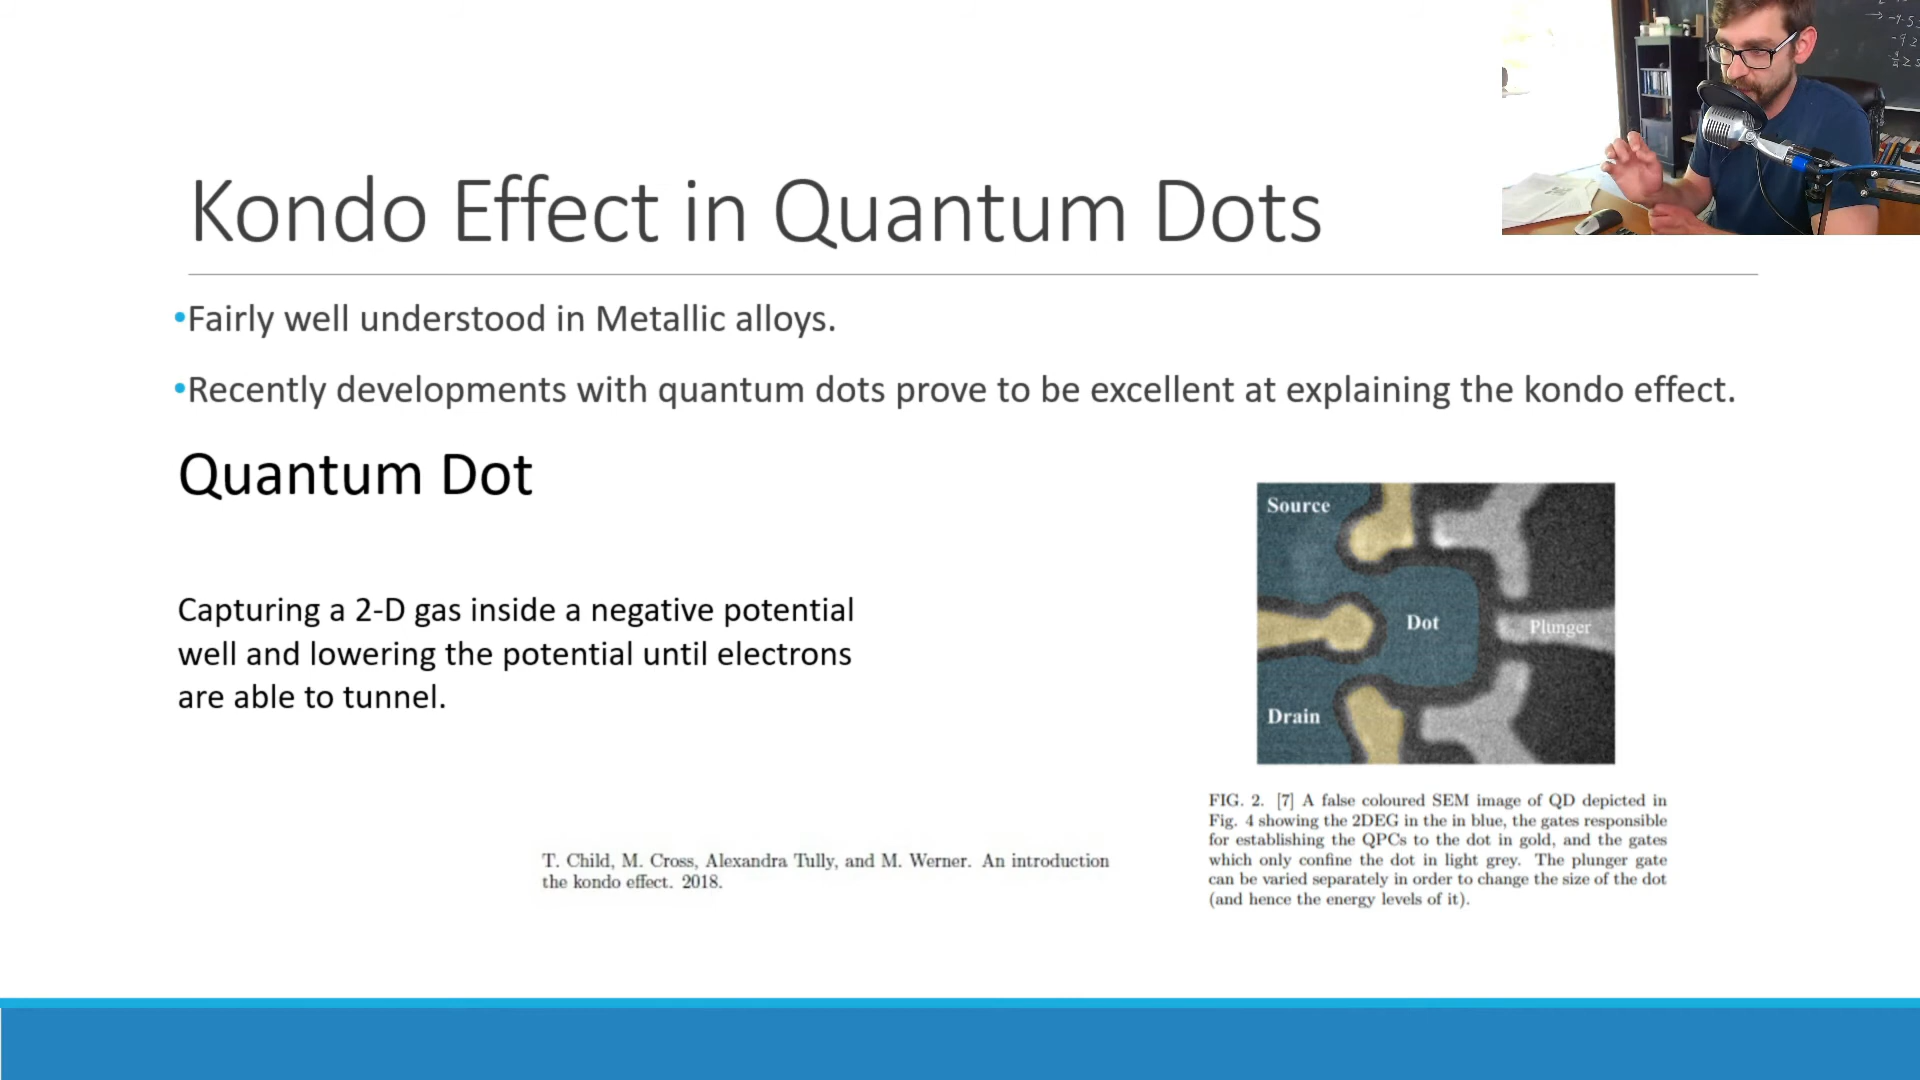 Kondo Effect in Quantum Dots
•Fairly well understood in Metallic alloys.
•Recently developments with quantum dots prove to be excellent at explaining the kondo effect.
Quantum Dot
Capturing a 2-D gas inside a negative potential
well and lowering the potential until electrons
are able to tunnel.
Source
Dot
Plunger
Drain
T. Child, M. Cross, Alexandra Tully, and M. Werner. An introduction
the kondo effect. 2018.
FIG. 2. [7] A false coloured SEM image of QD depicted in
Fig. 4 showing the 2DEG in the in blue, the gates responsible
for establishing the QPCs to the dot in gold, and the gates
which only confine the dot in light grey. The plunger gate
can be varied separately in order to change the size of the dot
(and hence the energy levels of it).